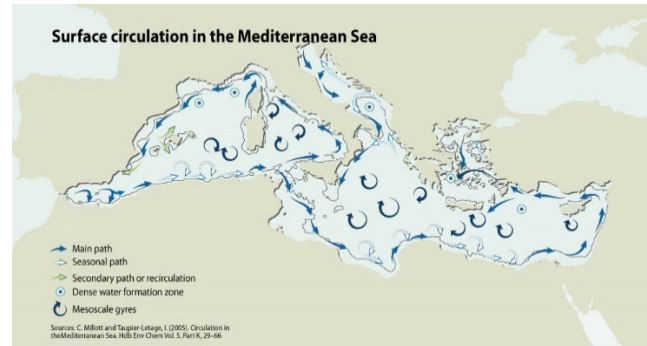 Surface circulation in the Mediterranean Sea
Main path
Seasonal path
Secondary path or recirculation
Dense water formation zone
Mesoscale gyres
Sources: C. Millott and Taupier-Letage, I. (2005). Circulation in
theMediterranean Sea. Hdb Env Chem Vol. 5, Part K, 29–66